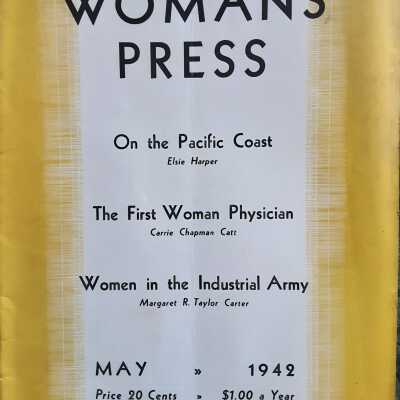 WOMANS
PRESS
On the Pacific Coast
Elsie Harper
The First Woman Physician
Carrie Chapman Catt
Women in the Industrial Army
Margaret R. Taylor Carter
MAY » 1942
Price 20 Cents » $1.00 a Year